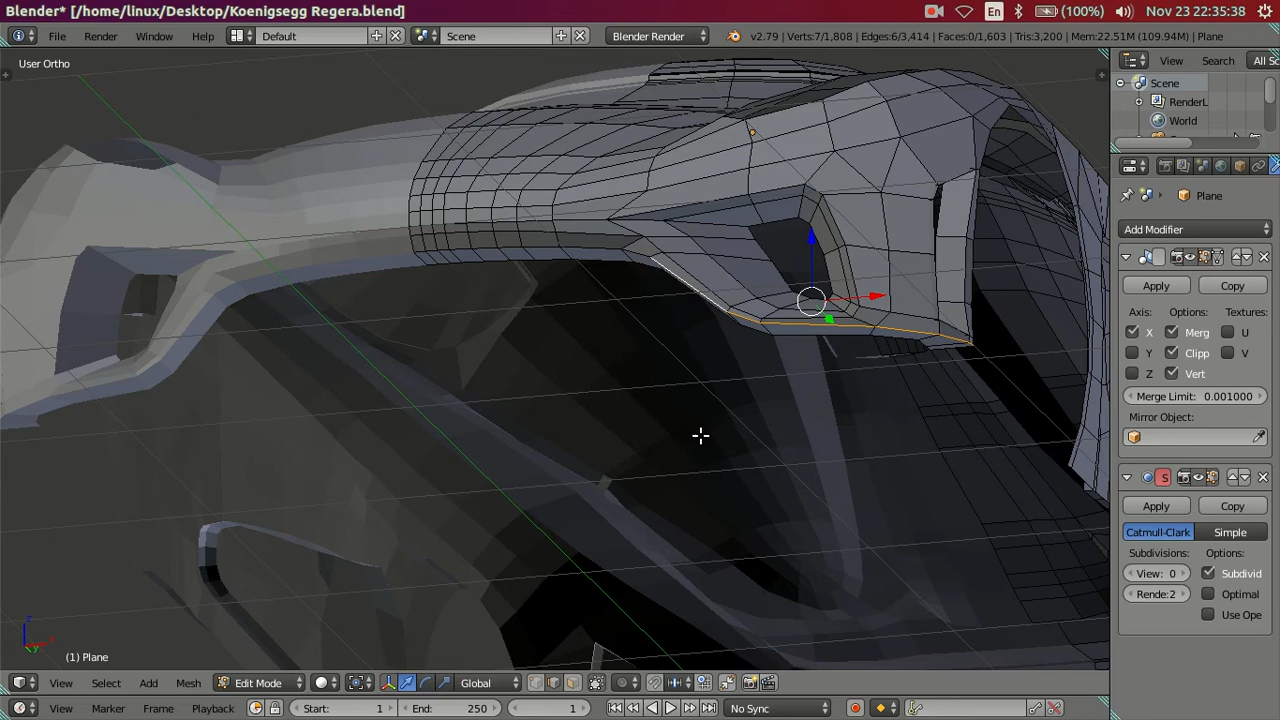 Blender* [/home/linux/Desktop/Koenigsegg Regera.blend]
En
(100%)
Nov 23 22:35:38
File Render Window Help
Default
Scene
Blender Render
v2.79 | Verts:7/1,808 | Edges:6/3,414 | Faces:0/1,603 | Tris:3,200 | Mem:22.51M (109.94M) | Plane
User Ortho
View Search All Sc
Scene
RenderL
World
Plane
Add Modifier
Apply Copy
Axis: Options: Textures:
X Merg U
Y Clipp V
Z Vert
Merge Limit: 0.001000
Mirror Object:
S
Apply Copy
Catmull-Clark Simple
Subdivisions: Options:
View: 0 Subdivid
Rende:2 Optimal
Use Ope
z
x
y
(1) Plane
View Select Add Mesh Edit Mode Global
View Marker Frame Playback Start: 1 End: 250 1 No Sync